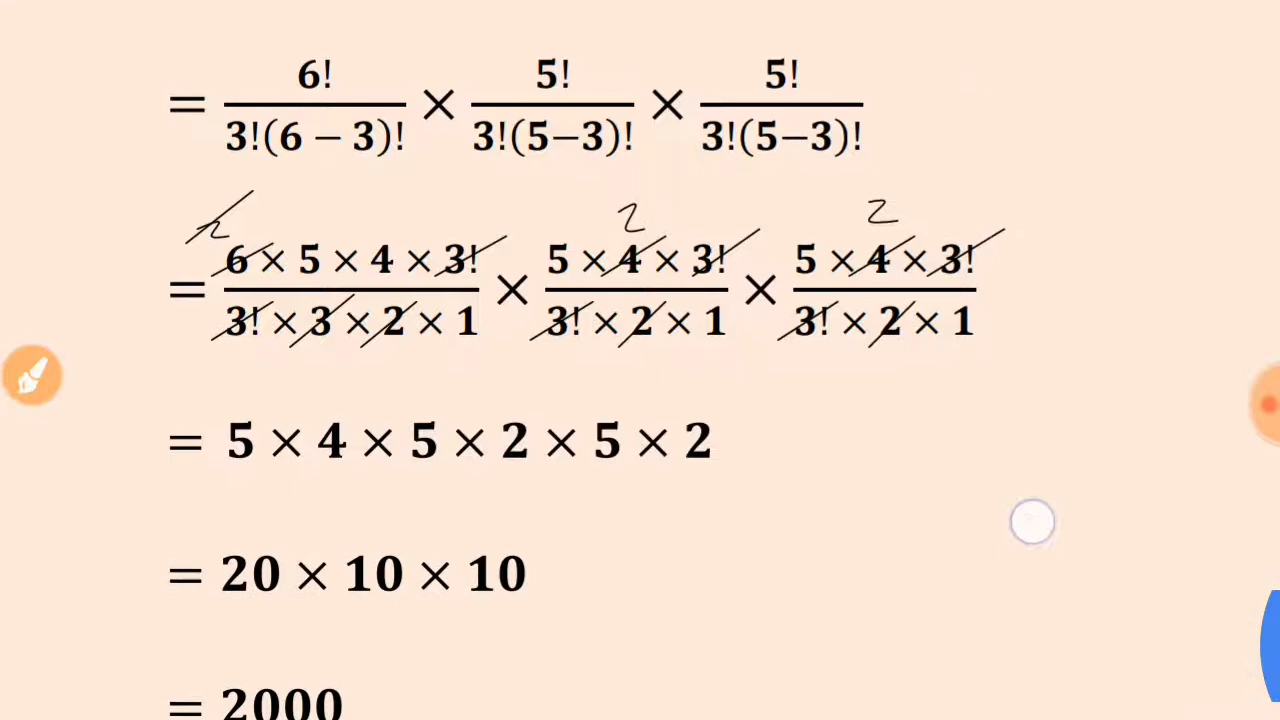 = 6!/3!(6 − 3)! × 5!/3!(5−3)! × 5!/3!(5−3)!
2 2 2
= 6 × 5 × 4 × 3!/3! × 3 × 2 × 1 × 5 × 4 × 3!/3! × 2 × 1 × 5 × 4 × 3!/3! × 2 × 1
= 5 × 4 × 5 × 2 × 5 × 2
= 20 × 10 × 10
= 2000